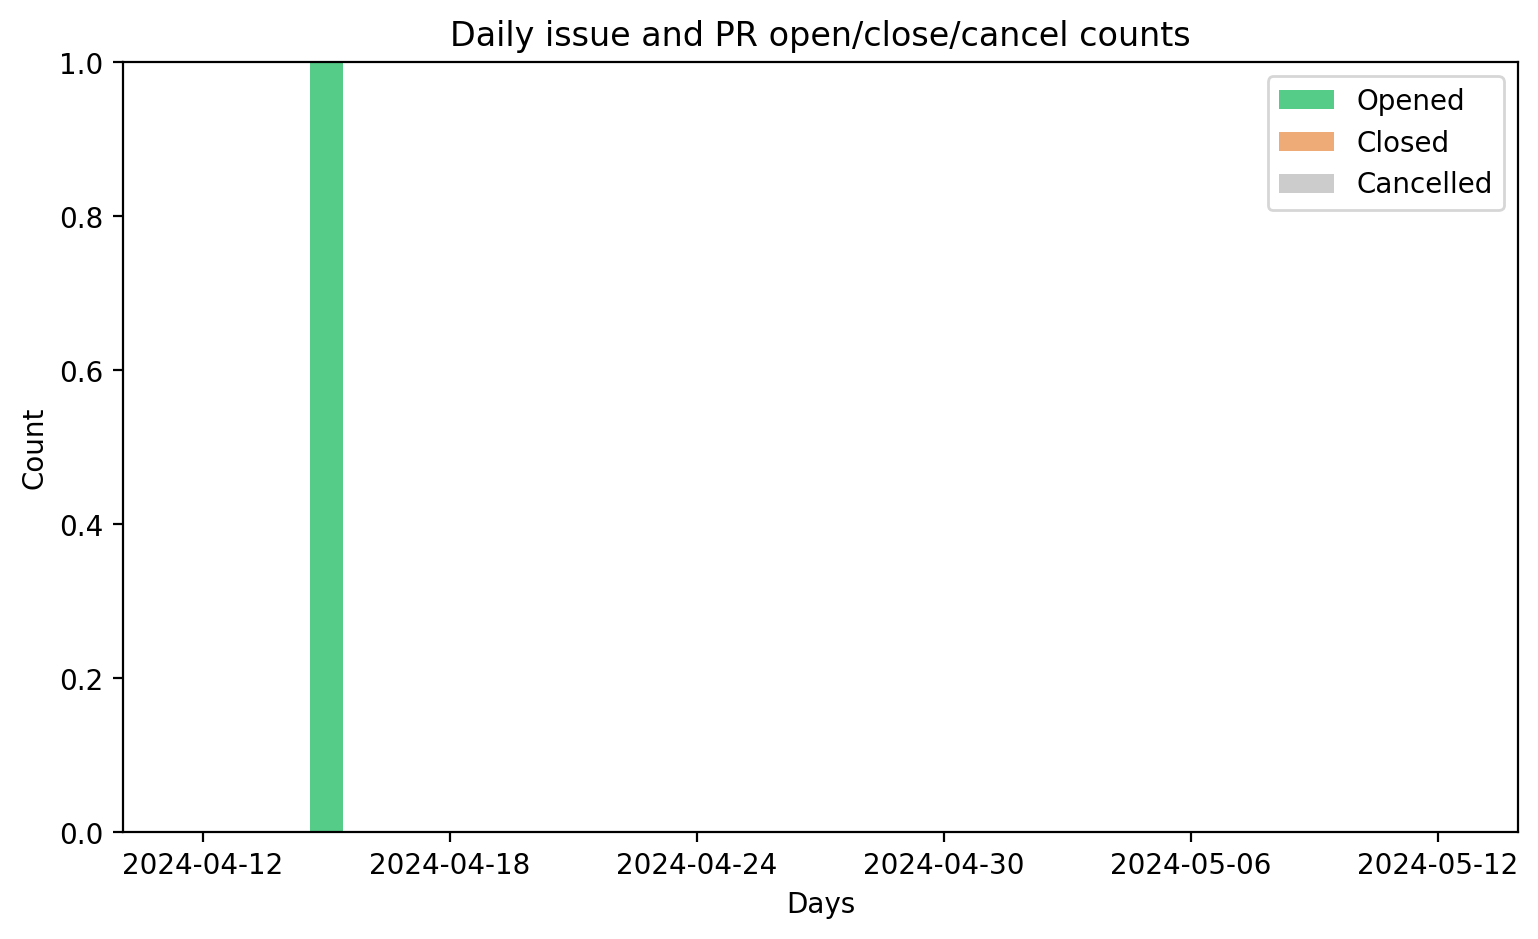 Daily issue and PR open/close/cancel counts
1.0
0.8
0.6
0.4
0.2
0.0
Count
Opened
Closed
Cancelled
2024-04-12 2024-04-18 2024-04-24 2024-04-30 2024-05-06 2024-05-12
Days